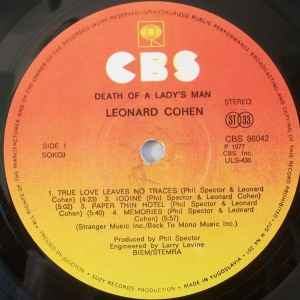 CBS
DEATH OF A LADY'S MAN
LEONARD COHEN
STEREO
ST 33
SIDE 1
SOKOJ
CBS 86042
℗ 1977
CBS Inc.
1. TRUE LOVE LEAVES NO TRACES (Phil Spector & Leonard
Cohen) (4:23) 2. IODINE (Phil Spector & Leonard Cohen)
(5:02) 3. PAPER THIN HOTEL (Phil Spector & Leonard
Cohen) (5:40) 4. MEMORIES (Phil Spector & Leonard
Cohen) (5:57)
(Stranger Music Inc./Back To Mono Music Inc.)
Produced by Phil Spector
Engineered by Larry Levine
BIEM/STEMRA
MADE IN YUGOSLAVIA